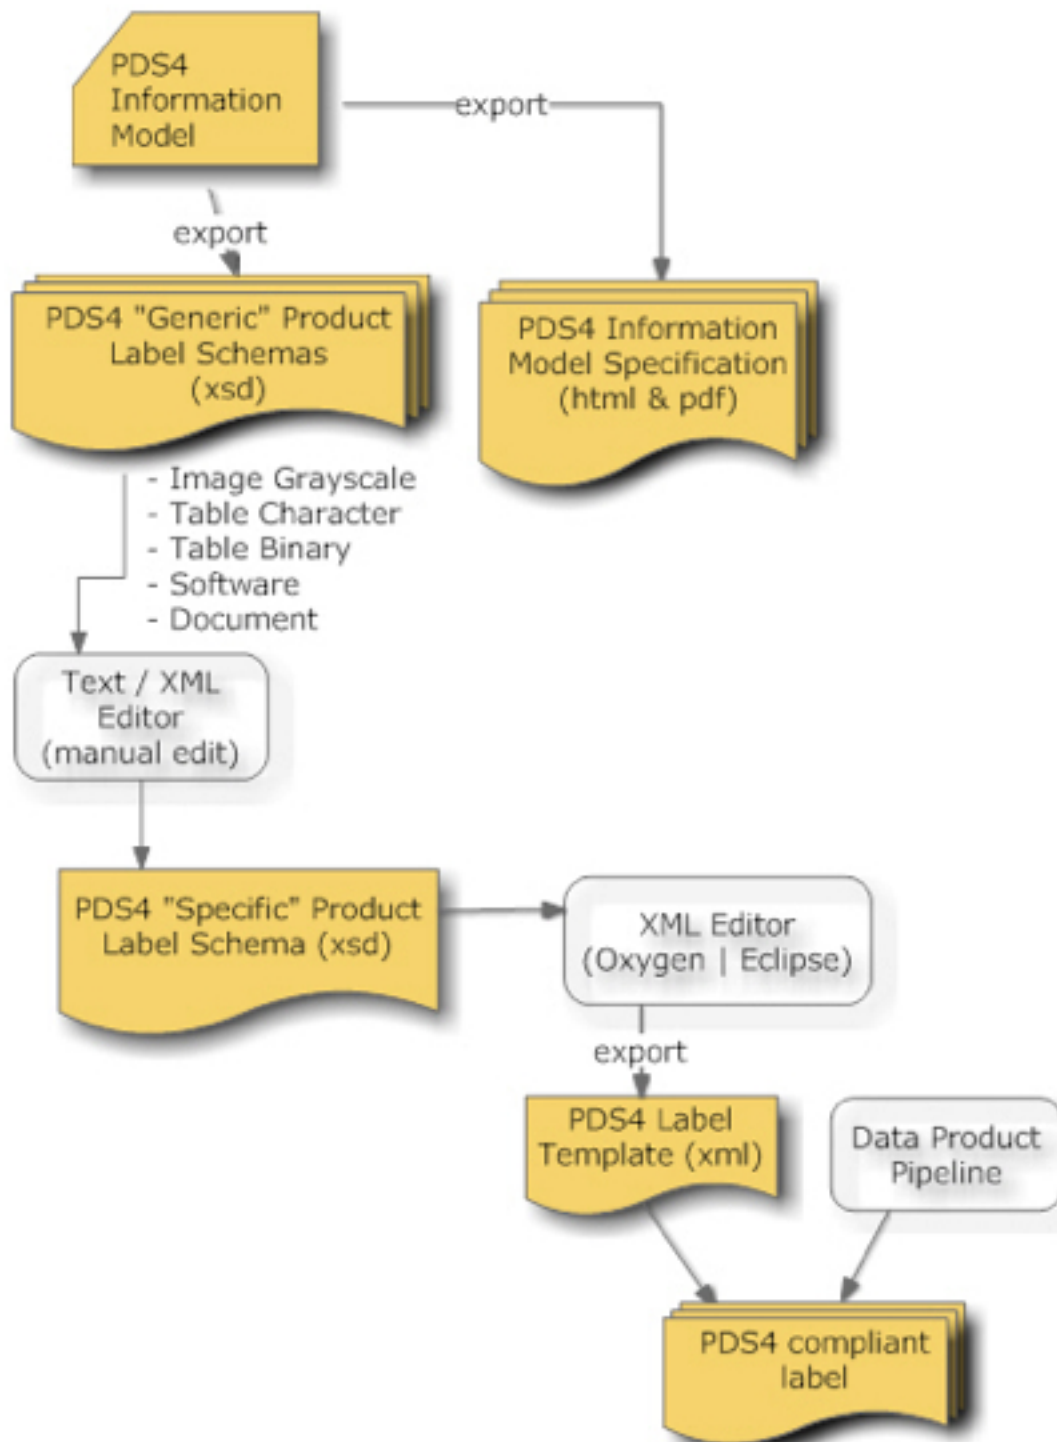 PDS4
Information
Model
export
export
PDS4 "Generic" Product
Label Schemas
(xsd)
PDS4 Information
Model Specification
(html & pdf)
- Image Grayscale
- Table Character
- Table Binary
- Software
- Document
Text / XML
Editor
(manual edit)
PDS4 "Specific" Product
Label Schema (xsd)
XML Editor
(Oxygen | Eclipse)
export
PDS4 Label
Template (xml)
Data Product
Pipeline
PDS4 compliant
label